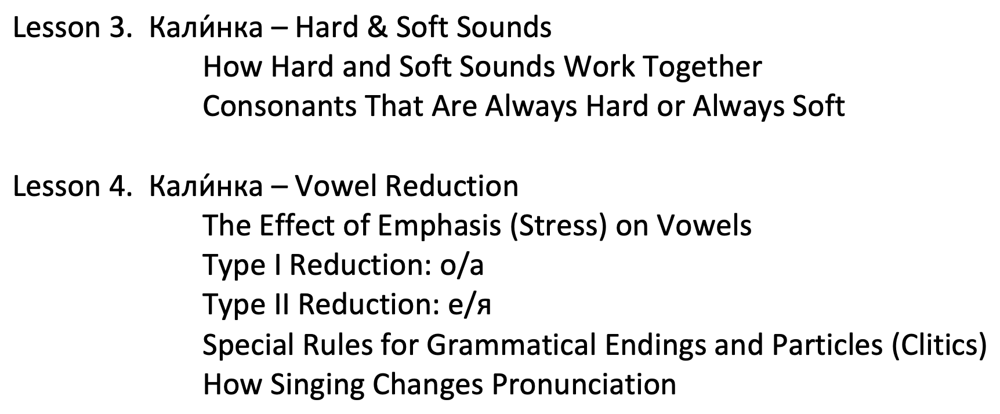 Lesson 3.  Кали́нка – Hard & Soft Sounds
How Hard and Soft Sounds Work Together
Consonants That Are Always Hard or Always Soft
Lesson 4.  Кали́нка – Vowel Reduction
The Effect of Emphasis (Stress) on Vowels
Type I Reduction: о/а
Type II Reduction: е/я
Special Rules for Grammatical Endings and Particles (Clitics)
How Singing Changes Pronunciation